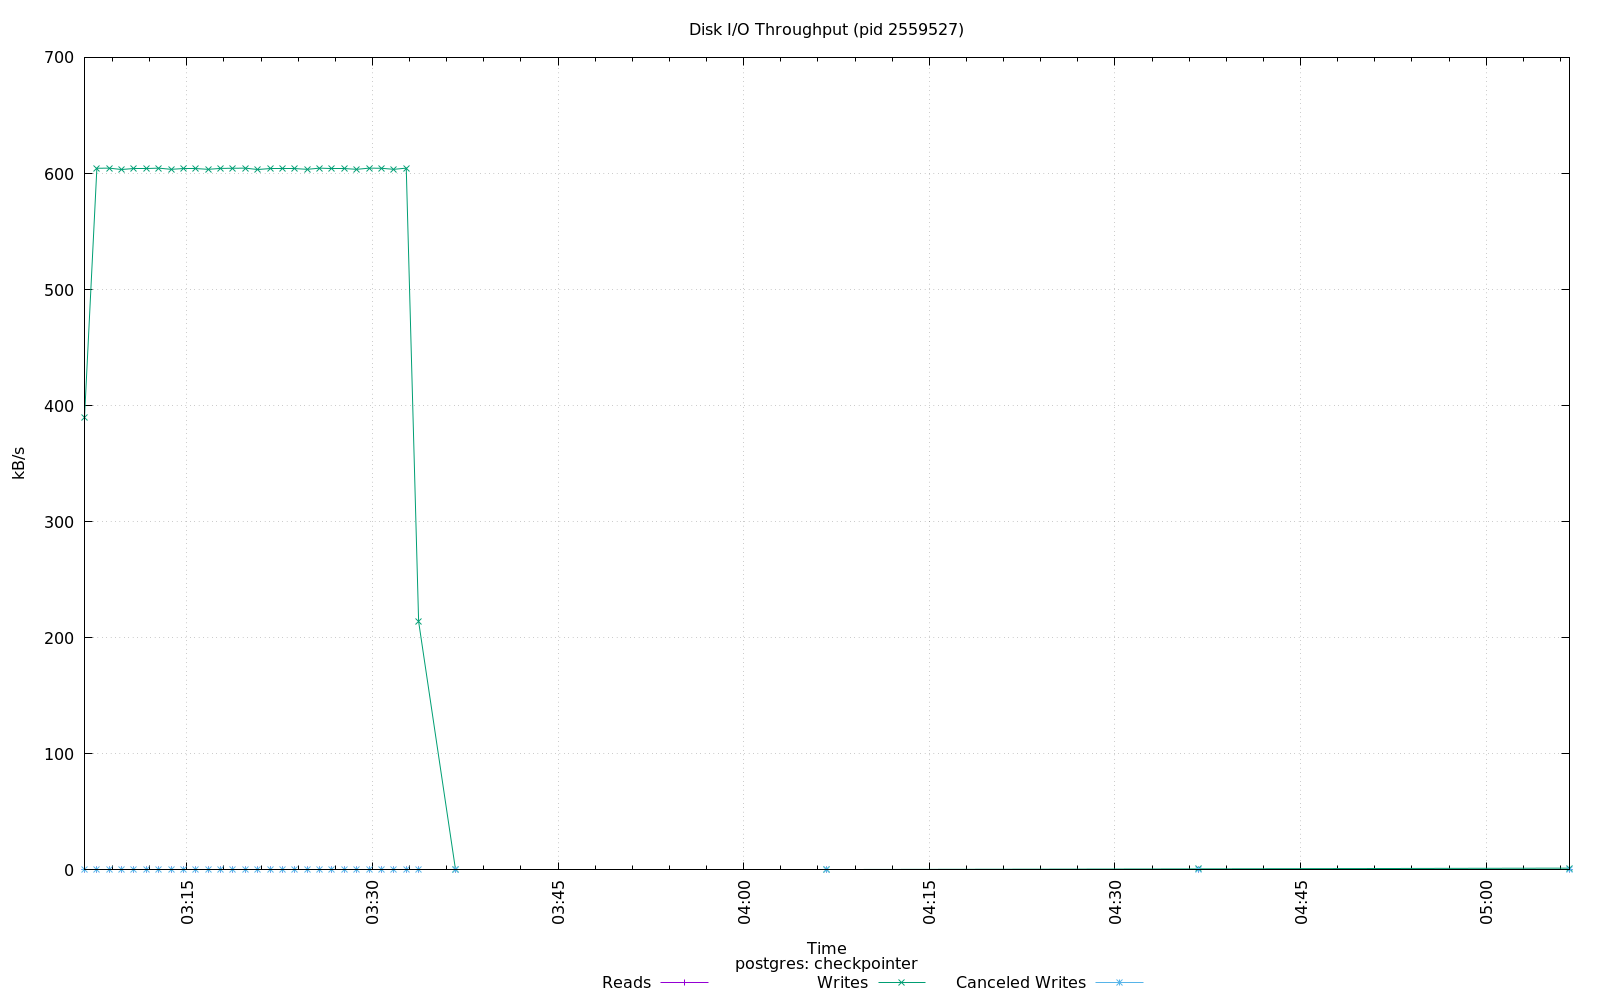 Disk I/O Throughput (pid 2559527)
700
600
500
400
300
200
100
0
kB/s
03:15
03:30
03:45
04:00
04:15
04:30
04:45
05:00
Time
postgres: checkpointer
Reads
Writes
Canceled Writes